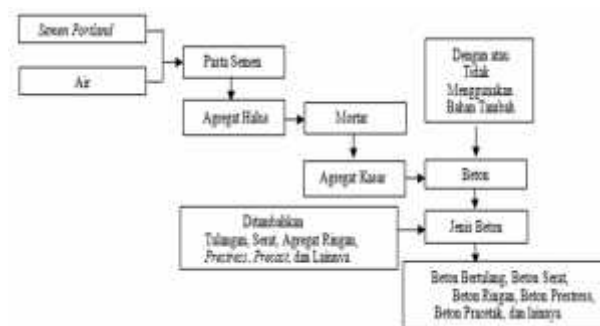 Semen Portland
Air
Pasta Semen
Agregat Halus
Mortar
Dengan atau
Tidak
Menggunakan
Bahan Tambah
Agregat Kasar
Beton
Ditambahkan
Tulangan, Serat, Agregat Ringan,
Prestress, Precast, dan Lainnya
Jenis Beton
Beton Bertulang, Beton Serat,
Beton Ringan, Beton Prestress,
Beton Pracetak, dan lainnya